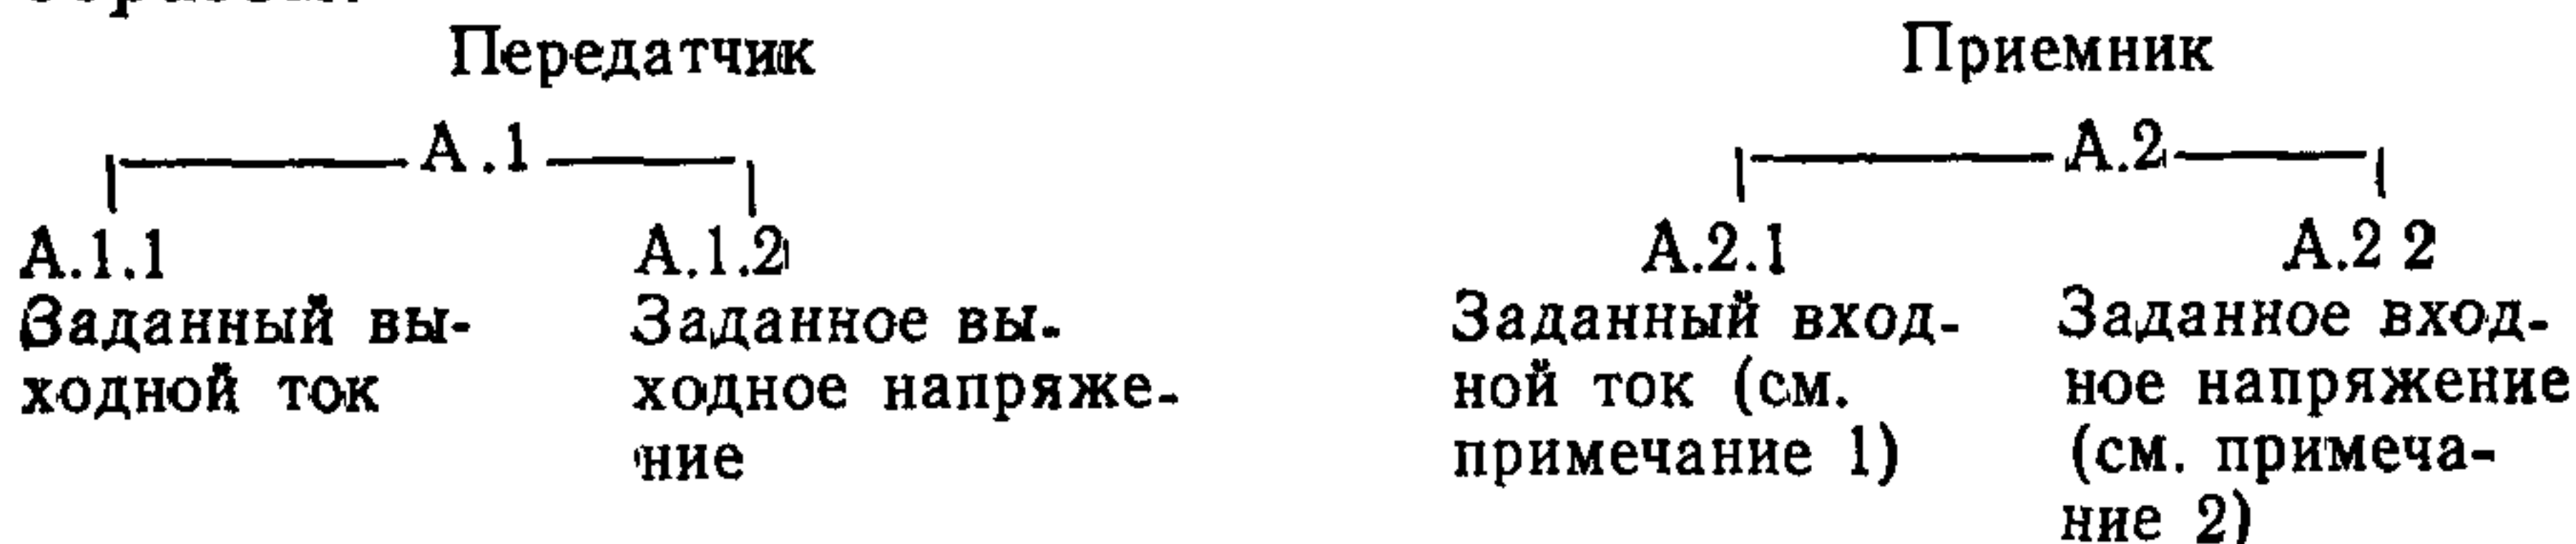 Передатчик
А.1
А.1.1
Заданный вы-
ходной ток
А.1.2
Заданное вы-
ходное напряже-
ние
Приемник
А.2
А.2.1
Заданный вход-
ной ток (см.
примечание 1)
А.2 2
Заданное вход-
ное напряжение
(см. примеча-
ние 2)